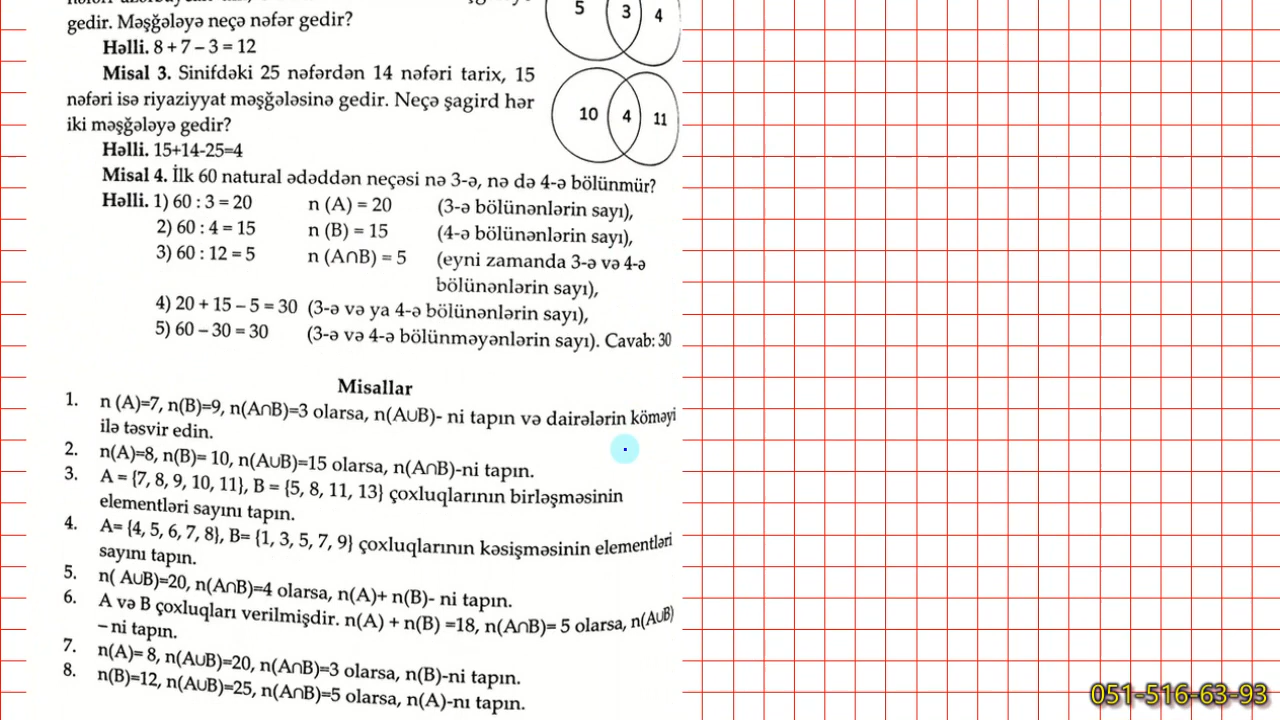 gedir. Məşğələyə neçə nəfər gedir?
Həlli. 8 + 7 – 3 = 12
5 3 4
Misal 3. Sinifdəki 25 nəfərdən 14 nəfəri tarix, 15
nəfəri isə riyaziyyat məşğələsinə gedir. Neçə şagird hər
iki məşğələyə gedir?
10 4 11
Həlli. 15+14-25=4
Misal 4. İlk 60 natural ədəddən neçəsi nə 3-ə, nə də 4-ə bölünmür?
Həlli. 1) 60 : 3 = 20 n (A) = 20 (3-ə bölünənlərin sayı),
2) 60 : 4 = 15 n (B) = 15 (4-ə bölünənlərin sayı),
3) 60 : 12 = 5 n (A∩B) = 5 (eyni zamanda 3-ə və 4-ə
bölünənlərin sayı),
4) 20 + 15 – 5 = 30 (3-ə və ya 4-ə bölünənlərin sayı),
5) 60 – 30 = 30 (3-ə və 4-ə bölünməyənlərin sayı). Cavab: 30
Misallar
1. n (A)=7, n(B)=9, n(A∩B)=3 olarsa, n(A∪B)- ni tapın və dairələrin köməyi
ilə təsvir edin.
2. n(A)=8, n(B)= 10, n(A∪B)=15 olarsa, n(A∩B)-ni tapın.
3. A = {7, 8, 9, 10, 11}, B = {5, 8, 11, 13} çoxluqlarının birləşməsinin
elementləri sayını tapın.
4. A= {4, 5, 6, 7, 8}, B= {1, 3, 5, 7, 9} çoxluqlarının kəsişməsinin elementləri
sayını tapın.
5. n( A∪B)=20, n(A∩B)=4 olarsa, n(A)+ n(B)- ni tapın.
6. A və B çoxluqları verilmişdir. n(A) + n(B) =18, n(A∩B)= 5 olarsa, n(A∪B)
– ni tapın.
7. n(A)= 8, n(A∪B)=20, n(A∩B)=3 olarsa, n(B)-ni tapın.
8. n(B)=12, n(A∪B)=25, n(A∩B)=5 olarsa, n(A)-nı tapın.
051-516-63-93